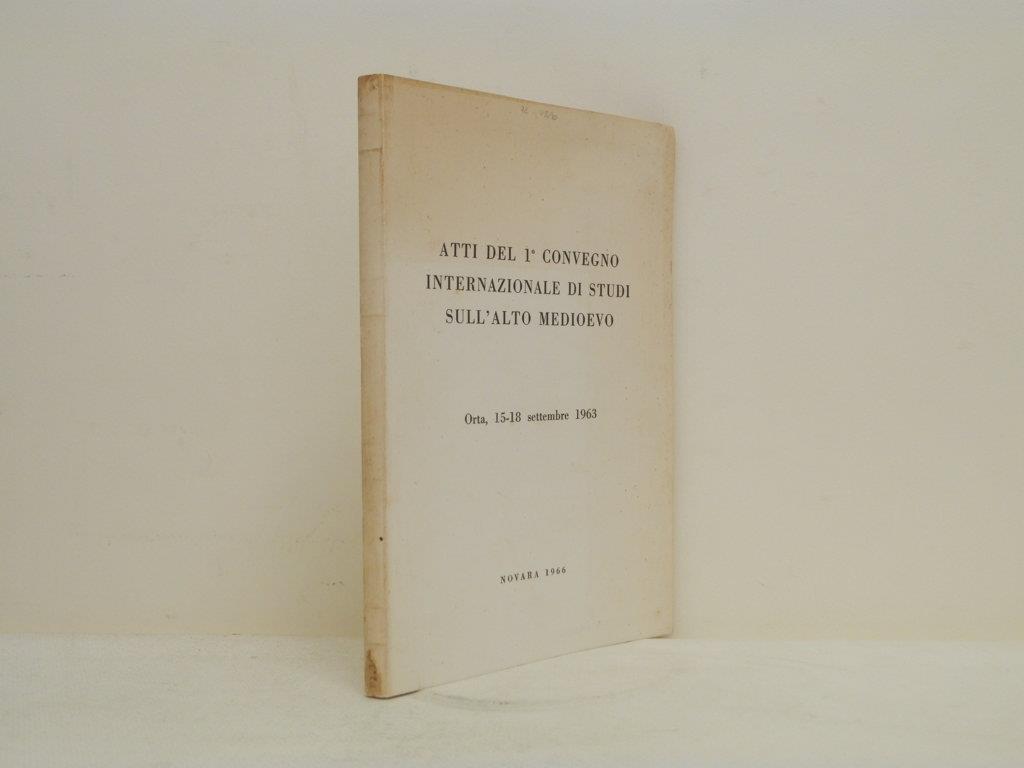 ATTI DEL 1° CONVEGNO
INTERNAZIONALE DI STUDI
SULL'ALTO MEDIOEVO
Orta, 15-18 settembre 1963
NOVARA 1966